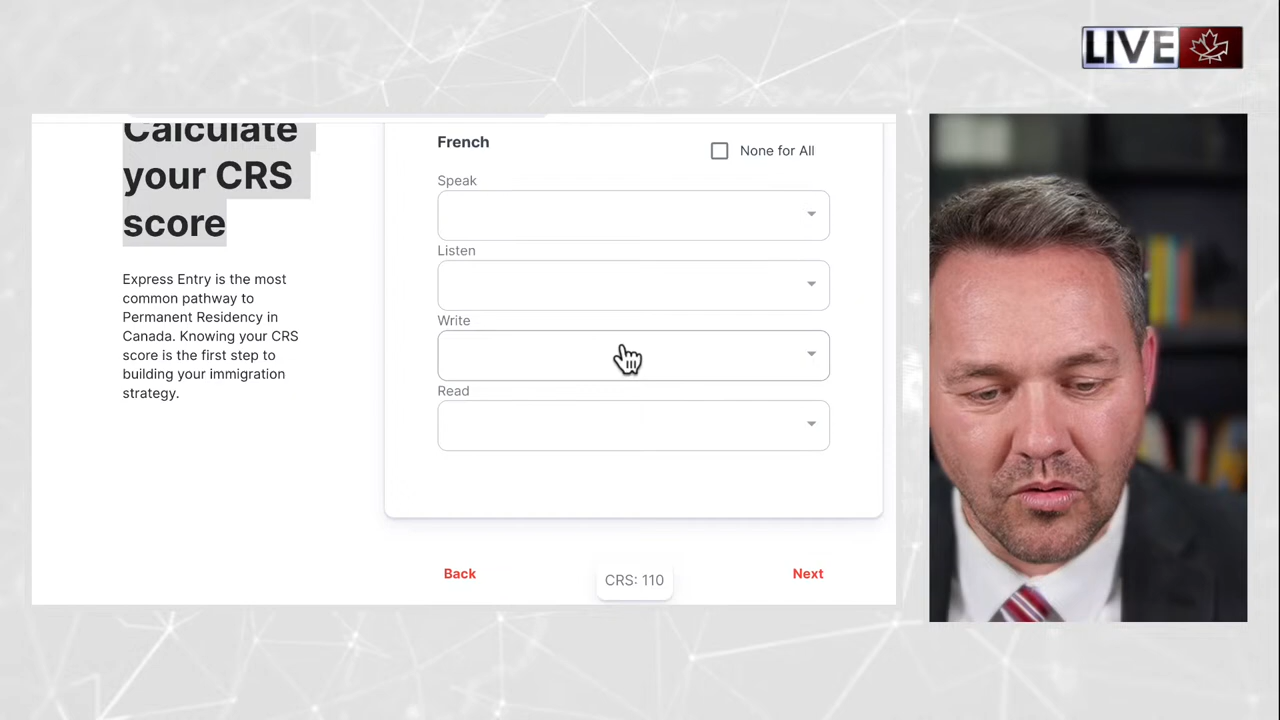 LIVE
Calculate
your CRS
score
Express Entry is the most
common pathway to
Permanent Residency in
Canada. Knowing your CRS
score is the first step to
building your immigration
strategy.
French
None for All
Speak
Listen
Write
Read
Back
CRS: 110
Next